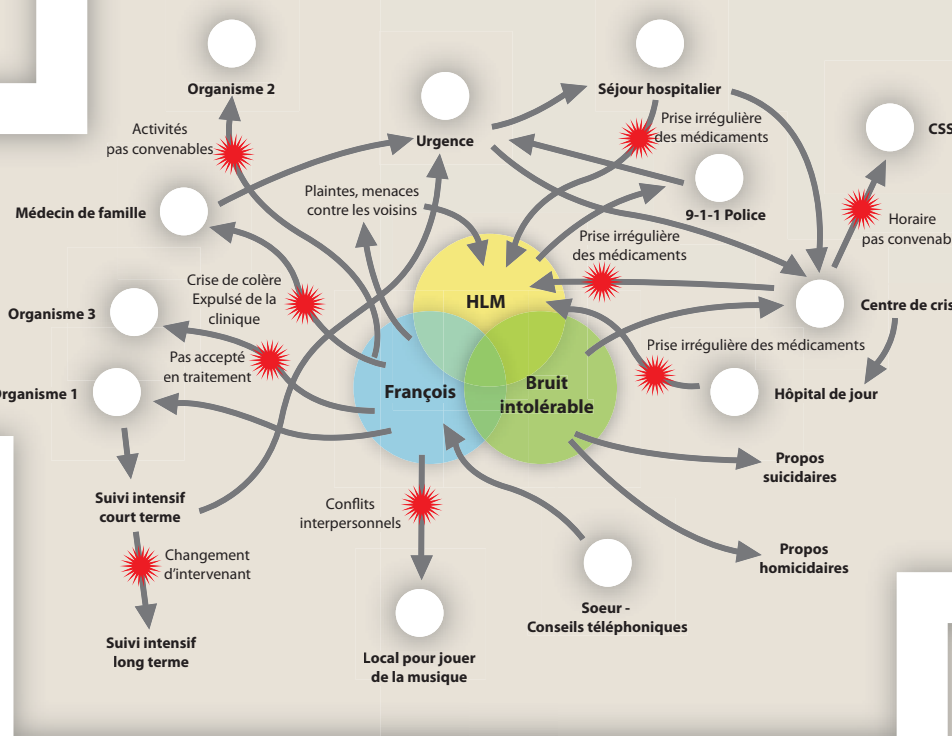 Organisme 2
Séjour hospitalier
Activités
pas convenables
Urgence
Prise irrégulière
des médicaments
CSS
Plaintes, menaces
contre les voisins
Médecin de famille
9-1-1 Police
Horaire
pas convenab
Prise irrégulière
des médicaments
Crise de colère
Expulsé de la
clinique
HLM
Organisme 3
Centre de cris
Pas accepté
en traitement
Prise irrégulière des médicaments
rganisme 1
François
Bruit
intolérable
Hôpital de jour
Propos
suicidaires
Suivi intensif
court terme
Conflits
interpersonnels
Changement
d'intervenant
Propos
homicidaires
Soeur -
Conseils téléphoniques
Suivi intensif
long terme
Local pour jouer
de la musique